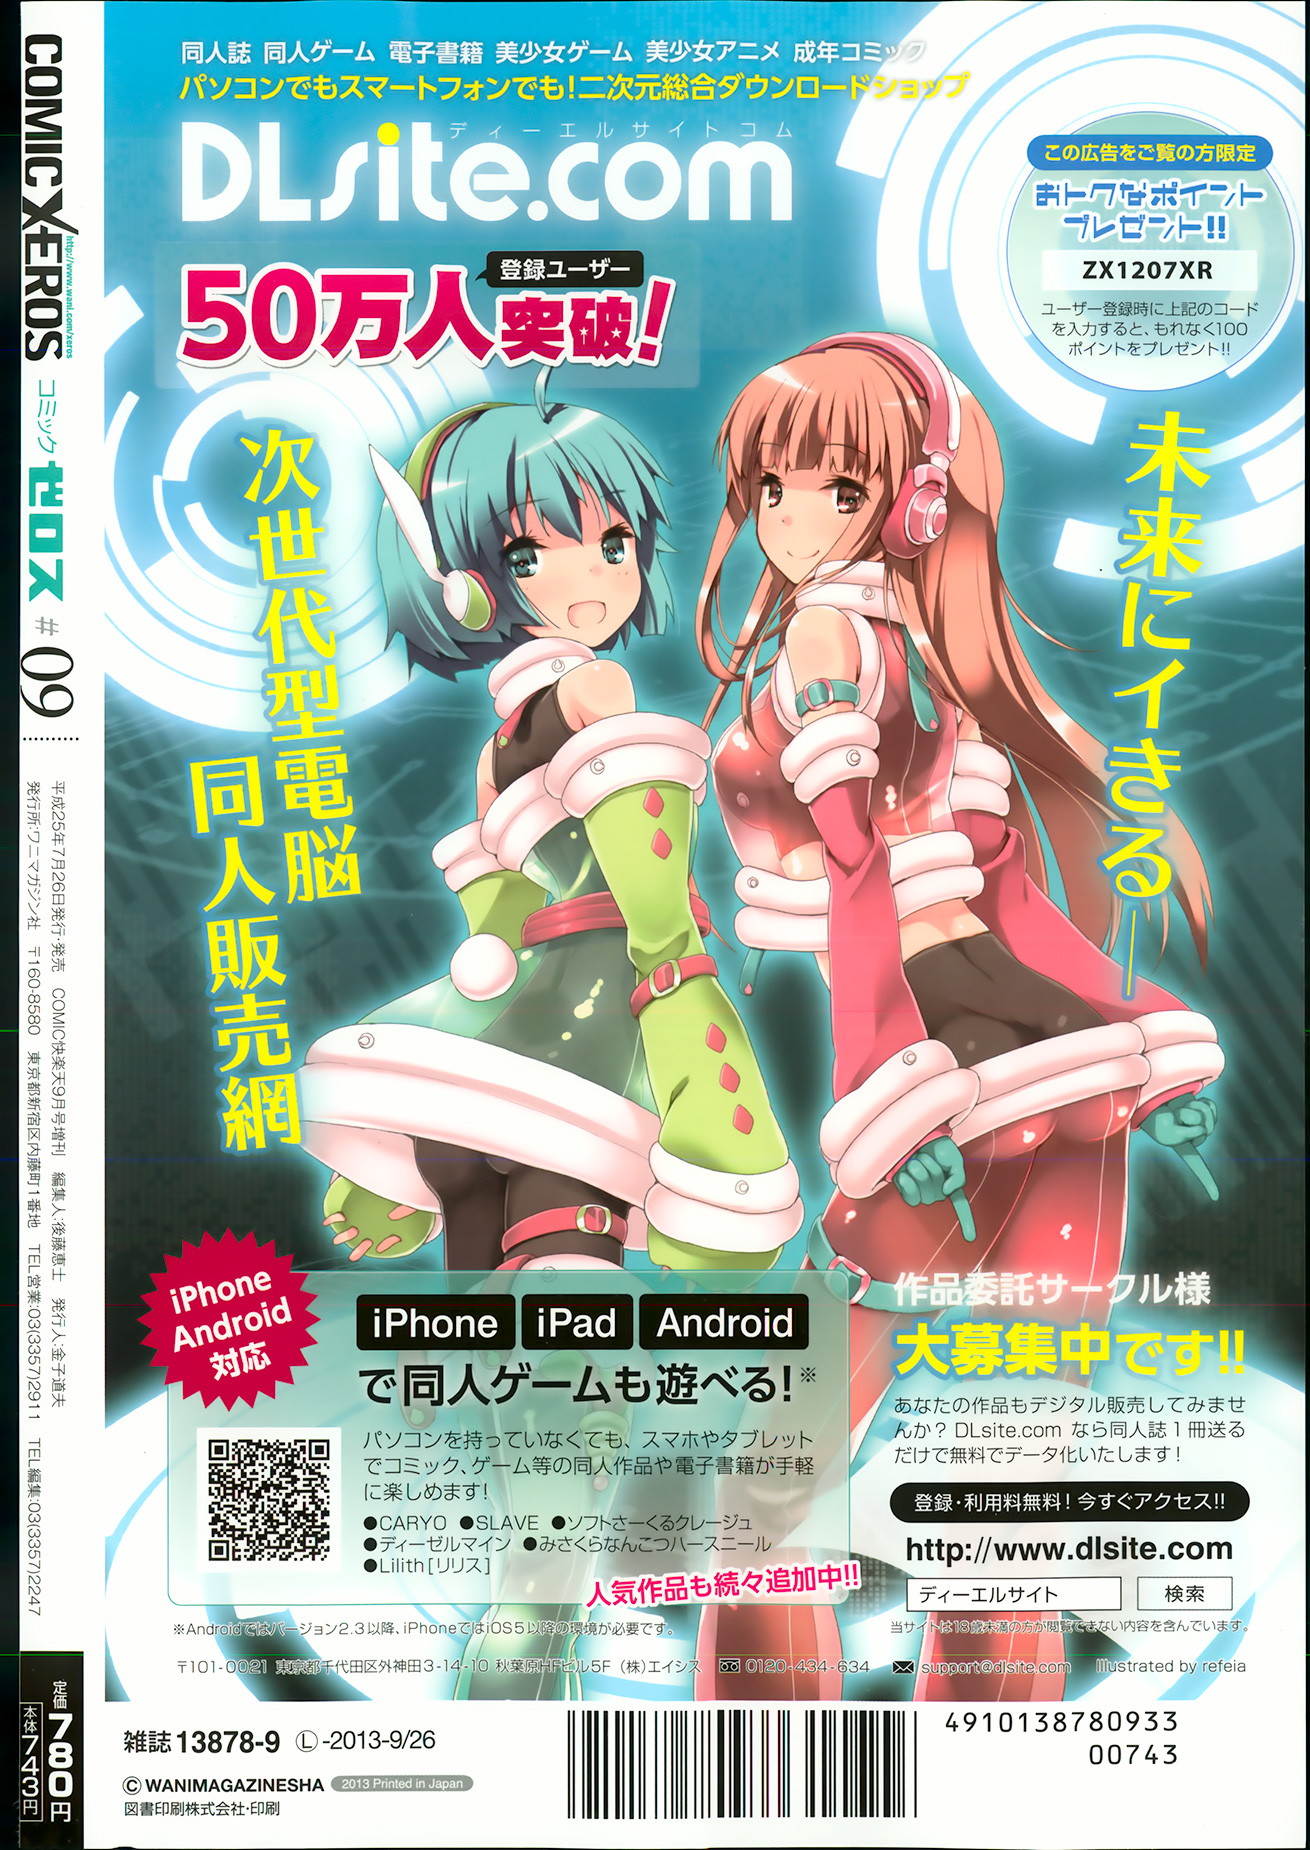 COMIC XEROS
http://www.wani.com/xeros
コミックゼロス #09
平成25年7月26日発行・発売 COMIC快楽天9月号増刊 編集人:後藤恵士 発行人:金子道夫
発行所:ワニマガジン社 〒160-8580 東京都新宿区内藤町1番地 TEL営業:03(3357)2911 TEL編集:03(3357)2247
定価780円
本体743円
同人誌 同人ゲーム 電子書籍 美少女ゲーム 美少女アニメ 成年コミック
パソコンでもスマートフォンでも!二次元総合ダウンロードショップ
ディーエルサイトコム
DLsite.com
登録ユーザー
50万人突破!
この広告をご覧の方限定
おトクなポイント
プレゼント!!
ZX1207XR
ユーザー登録時に上記のコード
を入力すると、もれなく100
ポイントをプレゼント!!
未来にイきる―
次世代型電脳
同人販売網
iPhone
Android
対応
iPhone iPad Android
で同人ゲームも遊べる!※
パソコンを持っていなくても、スマホやタブレット
でコミック、ゲーム等の同人作品や電子書籍が手軽
に楽しめます!
●CARYO ●SLAVE ●ソフトさーくるクレージュ
●ディーゼルマイン ●みさくらなんこつハースニール
●Lilith[リリス]
人気作品も続々追加中!!
※Androidではバージョン2.3以降、iPhoneではiOS5以降の環境が必要です。
作品委託サークル様
大募集中です!!
あなたの作品もデジタル販売してみませ
んか? DLsite.com なら同人誌1冊送る
だけで無料でデータ化いたします!
登録・利用料無料! 今すぐアクセス!!
http://www.dlsite.com
ディーエルサイト 検索
当サイトは18歳未満の方が閲覧できない内容を含んでいます。
〒101-0021 東京都千代田区外神田3-14-10 秋葉原HFビル5F (株)エイシス 0120-434-634 support@dlsite.com Illustrated by refeia
雑誌 13878-9 Ⓛ-2013-9/26
© WANIMAGAZINESHA 2013 Printed in Japan
図書印刷株式会社・印刷
4910138780933
00743